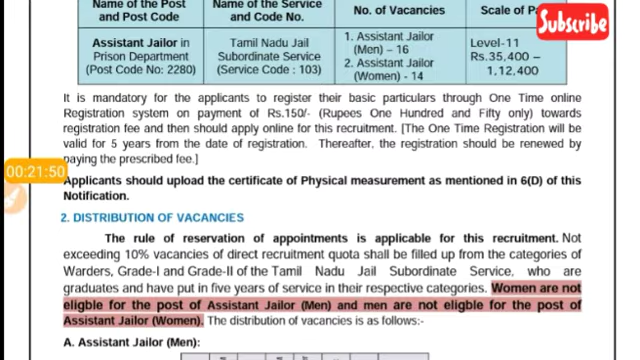 Name of the Post Name of the Service No. of Vacancies Scale of
and Post Code and Code No.
Subscribe
Assistant Jailor in Tamil Nadu Jail 1. Assistant Jailor Level-11
Prison Department Subordinate Service (Men) – 16 Rs.35,400 –
(Post Code No: 2280) (Service Code : 103) 2. Assistant Jailor 1,12,400
(Women) - 14
It is mandatory for the applicants to register their basic particulars through One Time online
Registration system on payment of Rs.150/- (Rupees One Hundred and Fifty only) towards
registration fee and then should apply online for this recruitment. [The One Time Registration will be
valid for 5 years from the date of registration. Thereafter, the registration should be renewed by
paying the prescribed fee.]
00:21:50
Applicants should upload the certificate of Physical measurement as mentioned in 6(D) of this
Notification.
2. DISTRIBUTION OF VACANCIES
The rule of reservation of appointments is applicable for this recruitment. Not
exceeding 10% vacancies of direct recruitment quota shall be filled up from the categories of
Warders, Grade-I and Grade-II of the Tamil Nadu Jail Subordinate Service, who are
graduates and have put in five years of service in their respective categories. Women are not
eligible for the post of Assistant Jailor (Men) and men are not eligible for the post of
Assistant Jailor (Women). The distribution of vacancies is as follows:-
A. Assistant Jailor (Men):